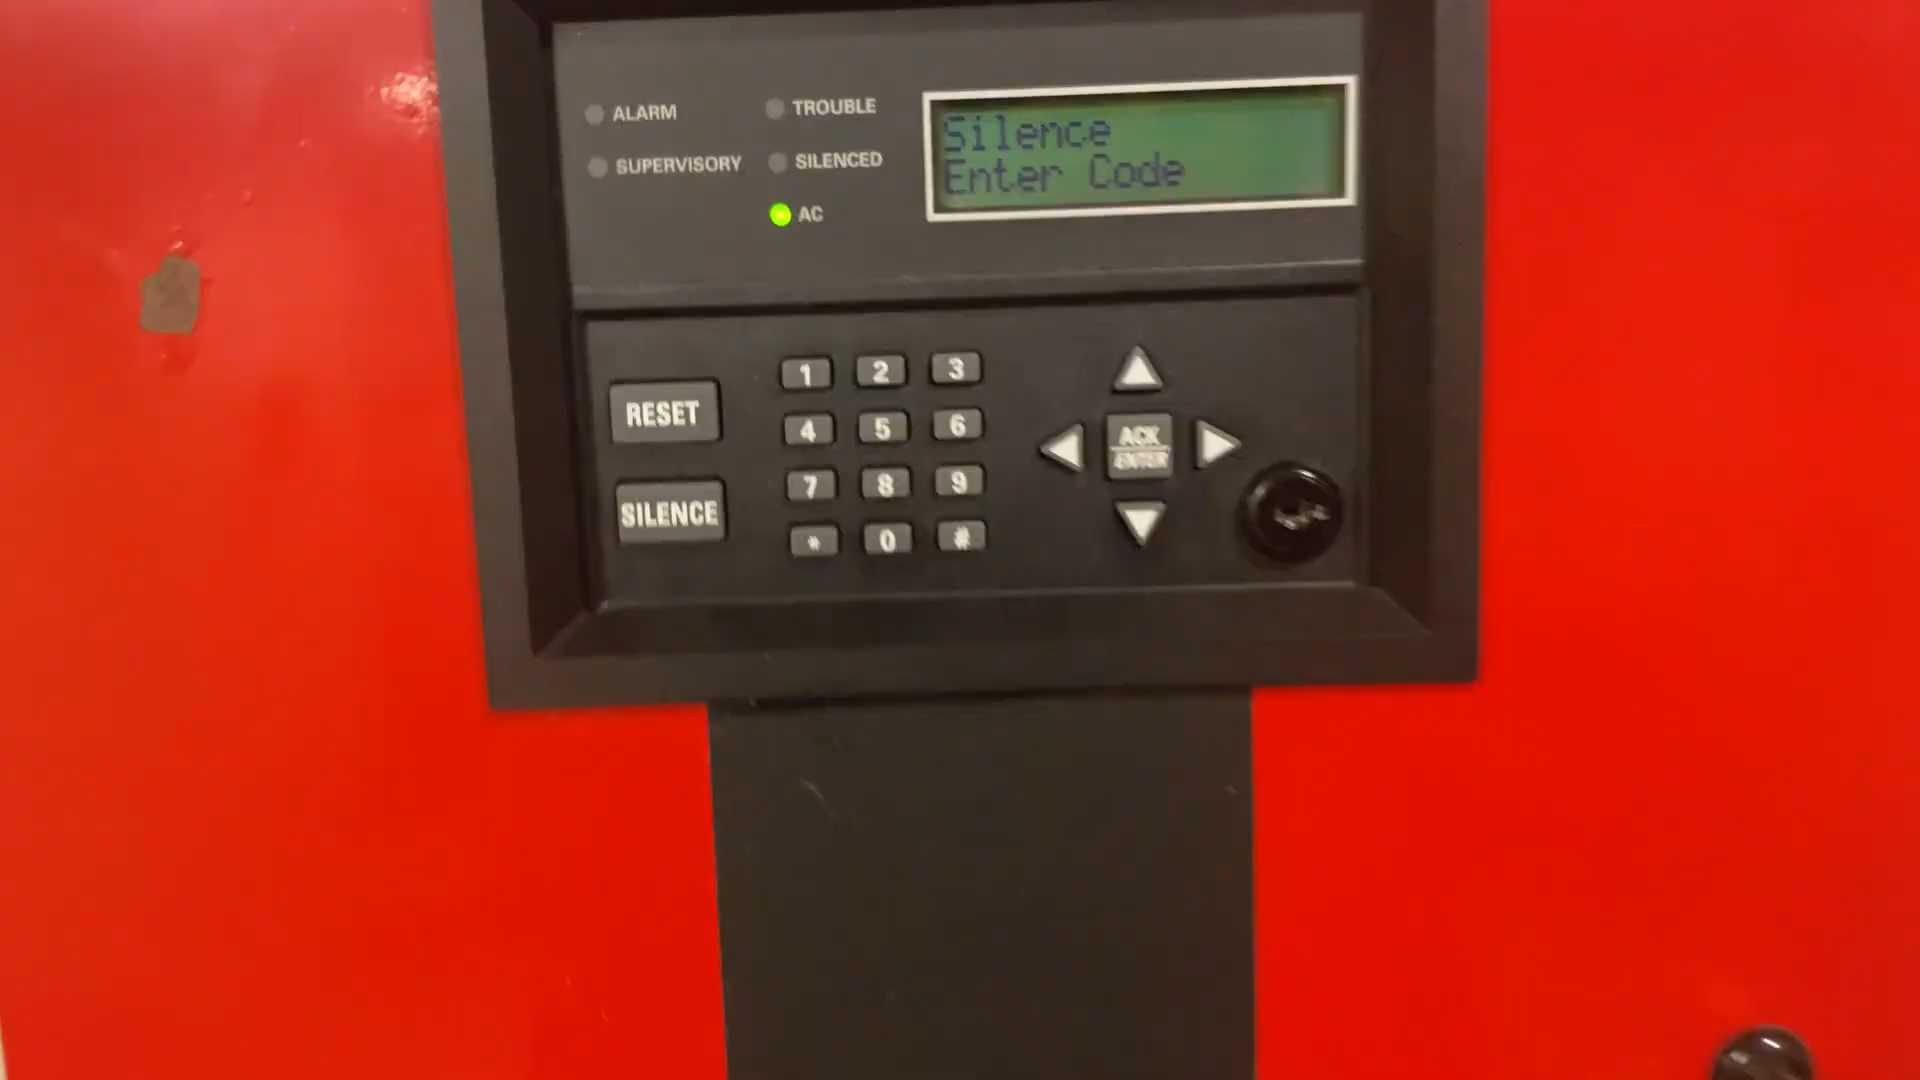 ALARM
TROUBLE
SUPERVISORY
SILENCED
AC
Silence
Enter Code
RESET
SILENCE
1 2 3
4 5 6
7 8 9
* 0 #
ACK
ENTER